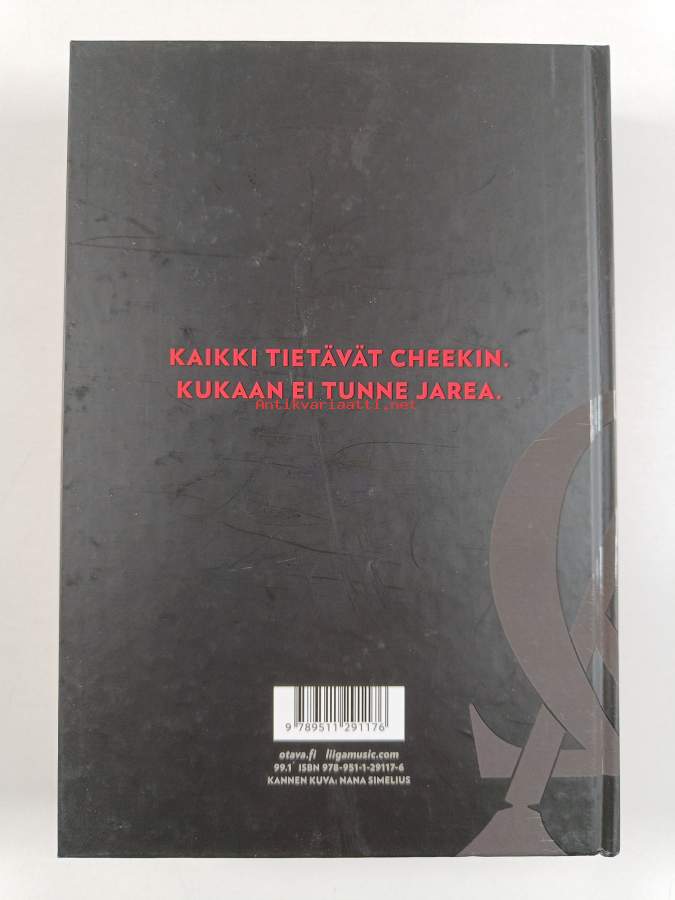 KAIKKI TIETÄVÄT CHEEKIN.
KUKAAN EI TUNNE JAREA.
Antikvariaatti.net
9 789511 291176
otava.fi liigamusic.com
99.1 ISBN 978-951-1-29117-6
KANNEN KUVA: NANA SIMELIUS